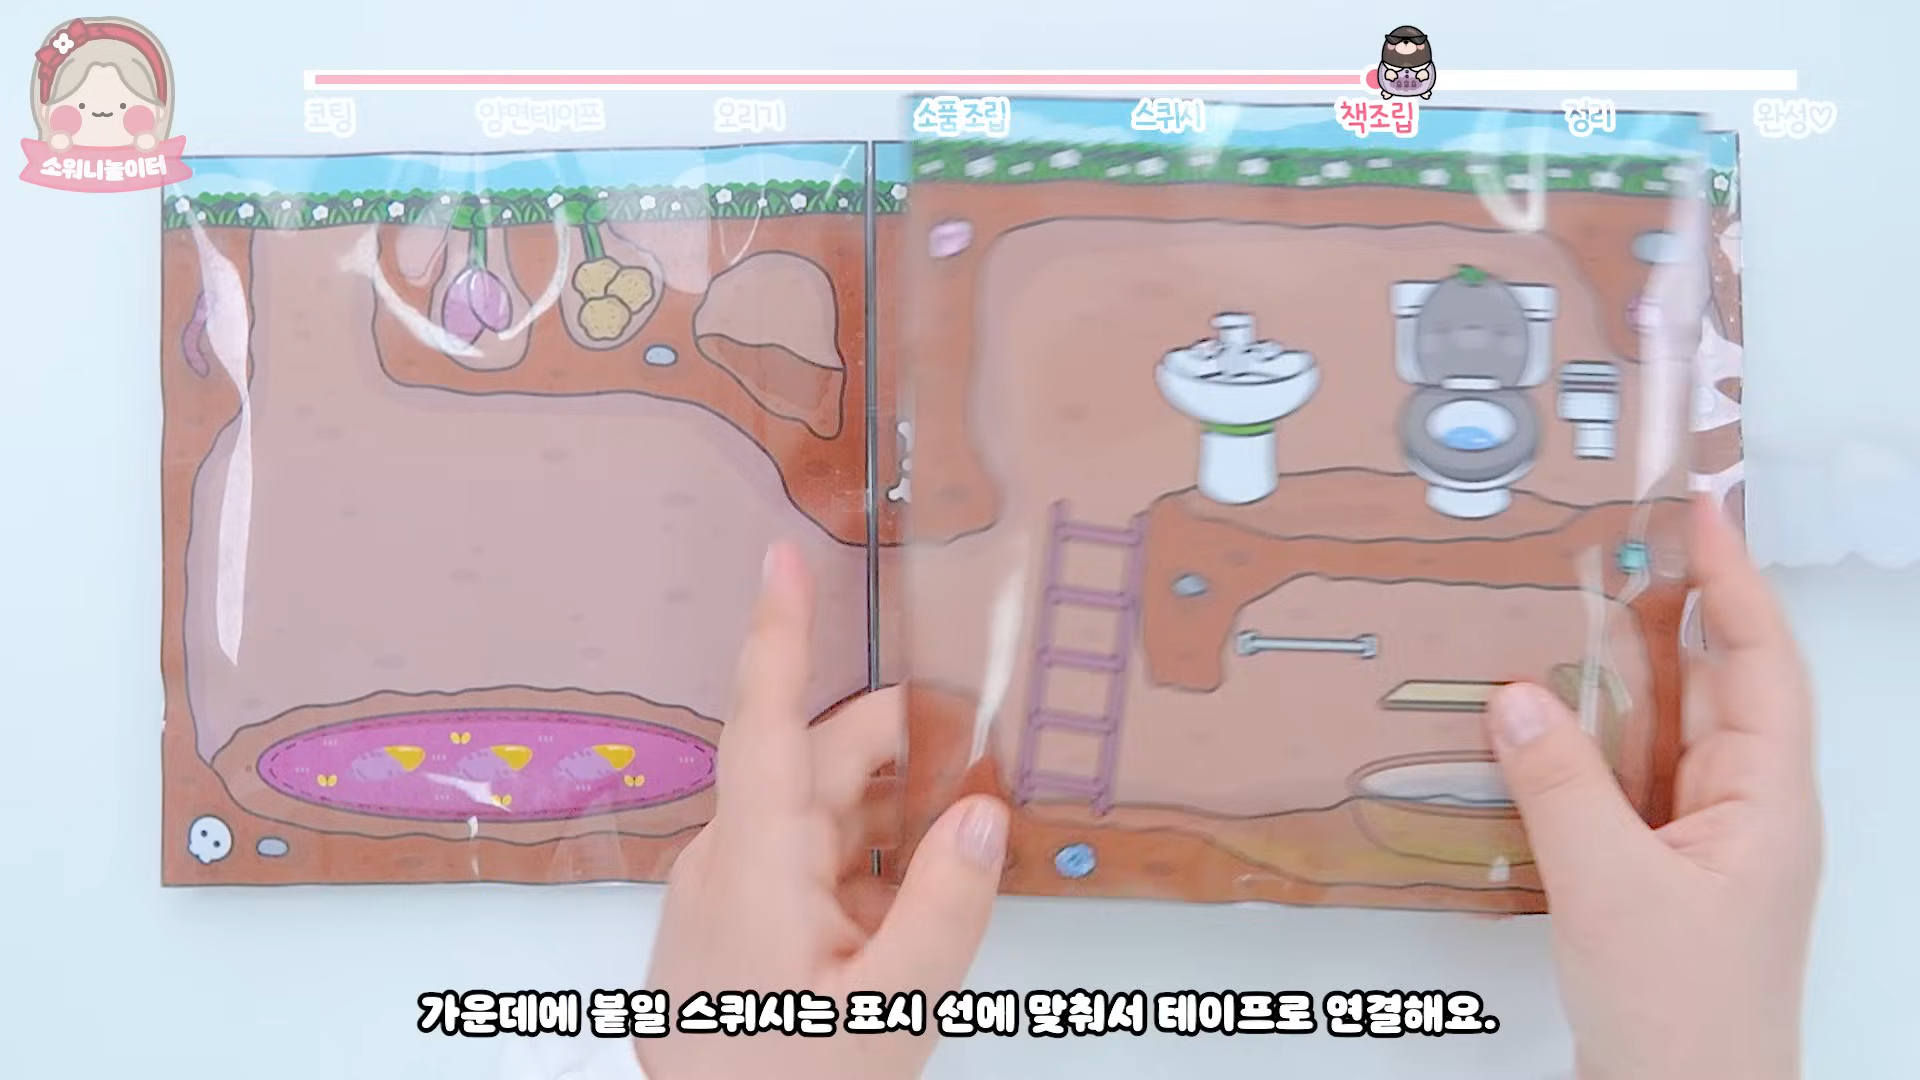 소워니놀이터
코팅
양면테이프
오리기
소품조립
스퀴시
책조립
정리
완성♡
가운데에 붙일 스퀴시는 표시 선에 맞춰서 테이프로 연결해요.